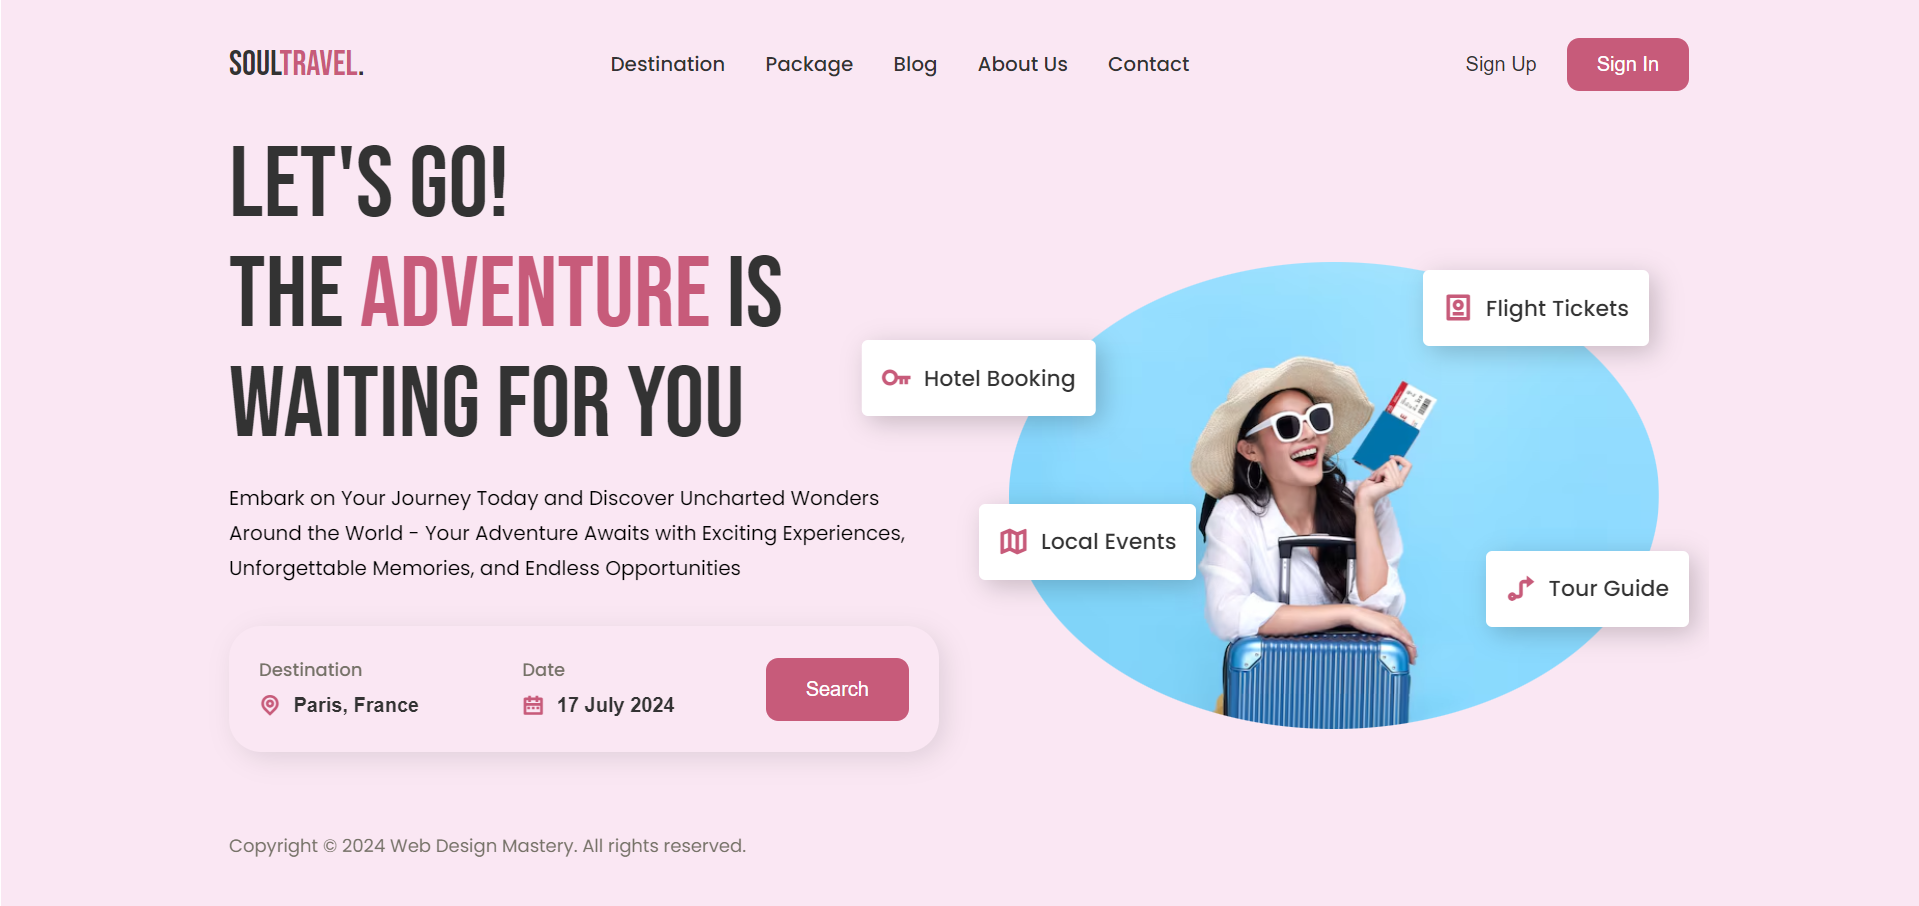 SOULTRAVEL.
Destination Package Blog About Us Contact
Sign Up Sign In
LET'S GO!
THE ADVENTURE IS
WAITING FOR YOU
Embark on Your Journey Today and Discover Uncharted Wonders
Around the World - Your Adventure Awaits with Exciting Experiences,
Unforgettable Memories, and Endless Opportunities
Destination
Paris, France
Date
17 July 2024
Search
Flight Tickets
Hotel Booking
Local Events
Tour Guide
Copyright © 2024 Web Design Mastery. All rights reserved.